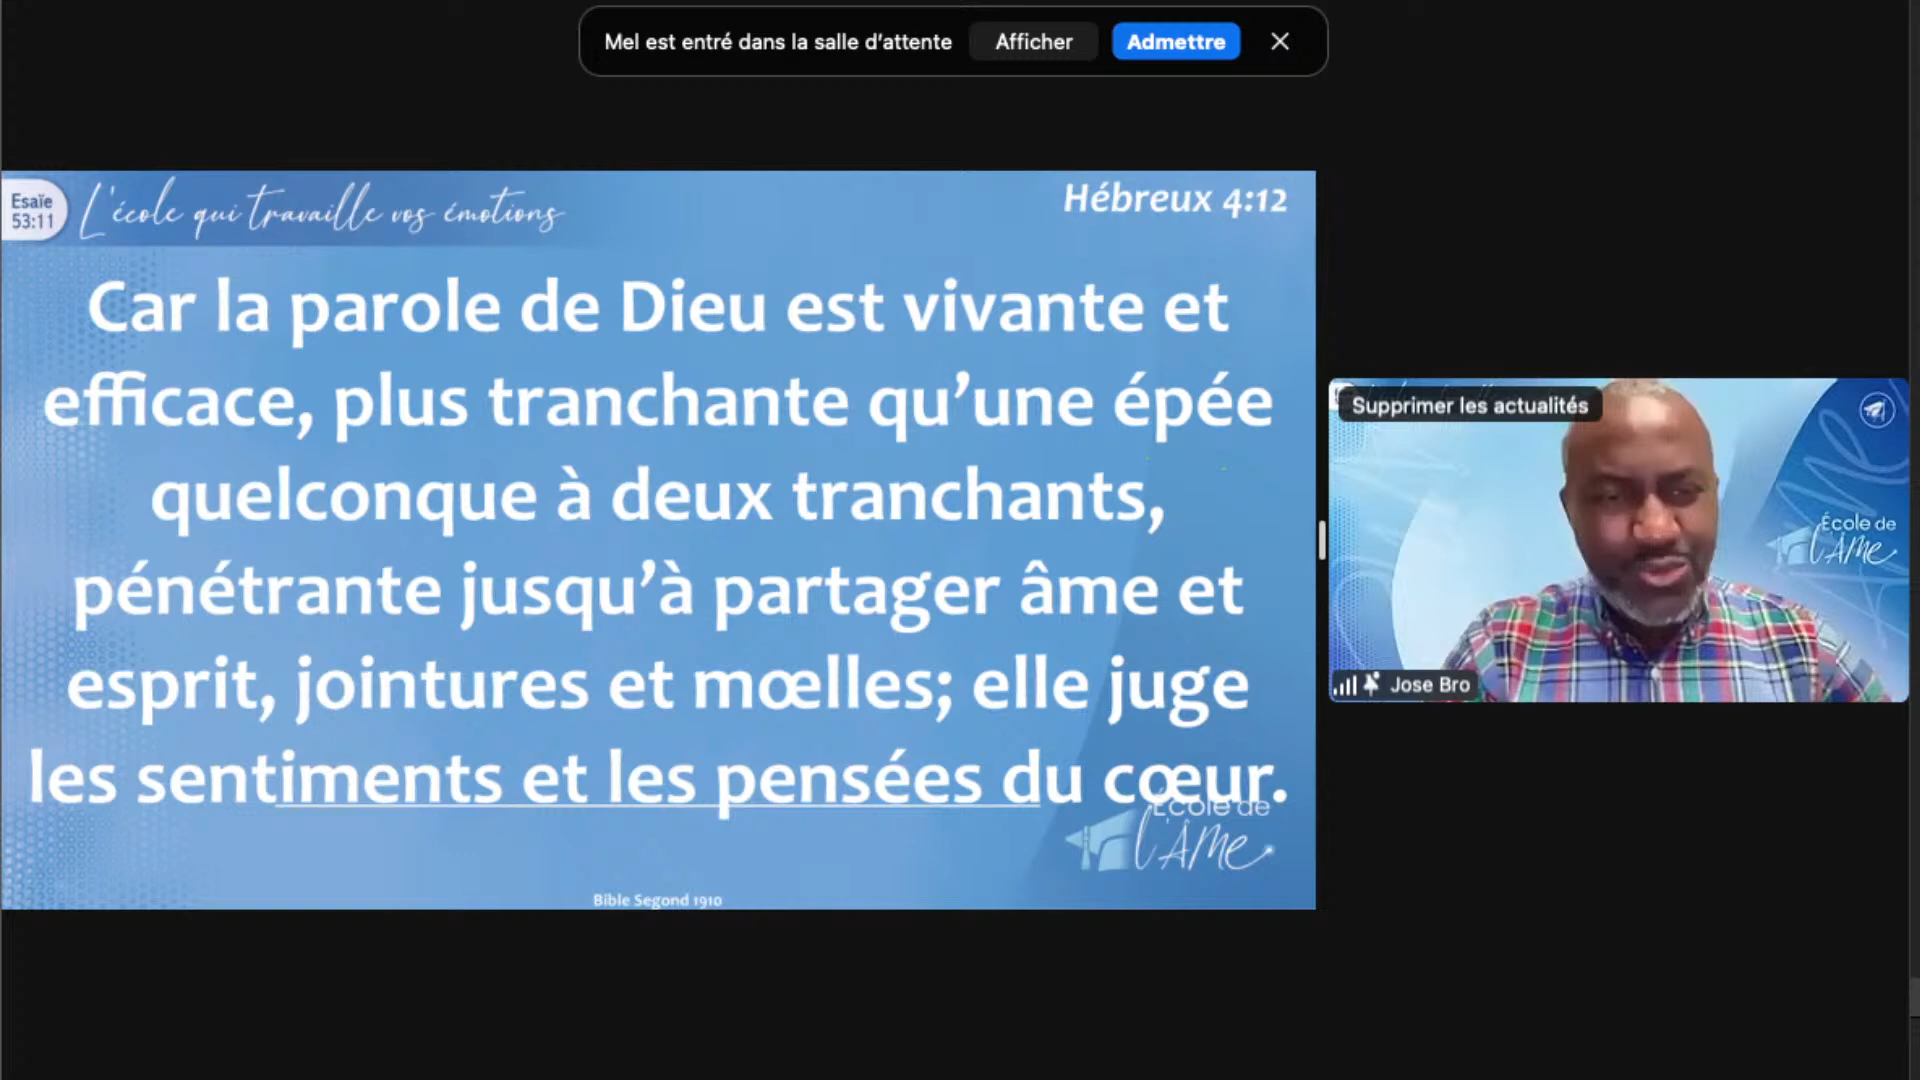 Mel est entré dans la salle d'attente
Afficher
Admettre
Esaïe
53:11
L'école qui travaille vos émotions
Hébreux 4:12
Car la parole de Dieu est vivante et
efficace, plus tranchante qu’une épée
quelconque à deux tranchants,
pénétrante jusqu’à partager âme et
esprit, jointures et mœlles; elle juge
les sentiments et les pensées du cœur.
École de
l'Âme
Bible Segond 1910
Supprimer les actualités
École de
l'Âme
Jose Bro